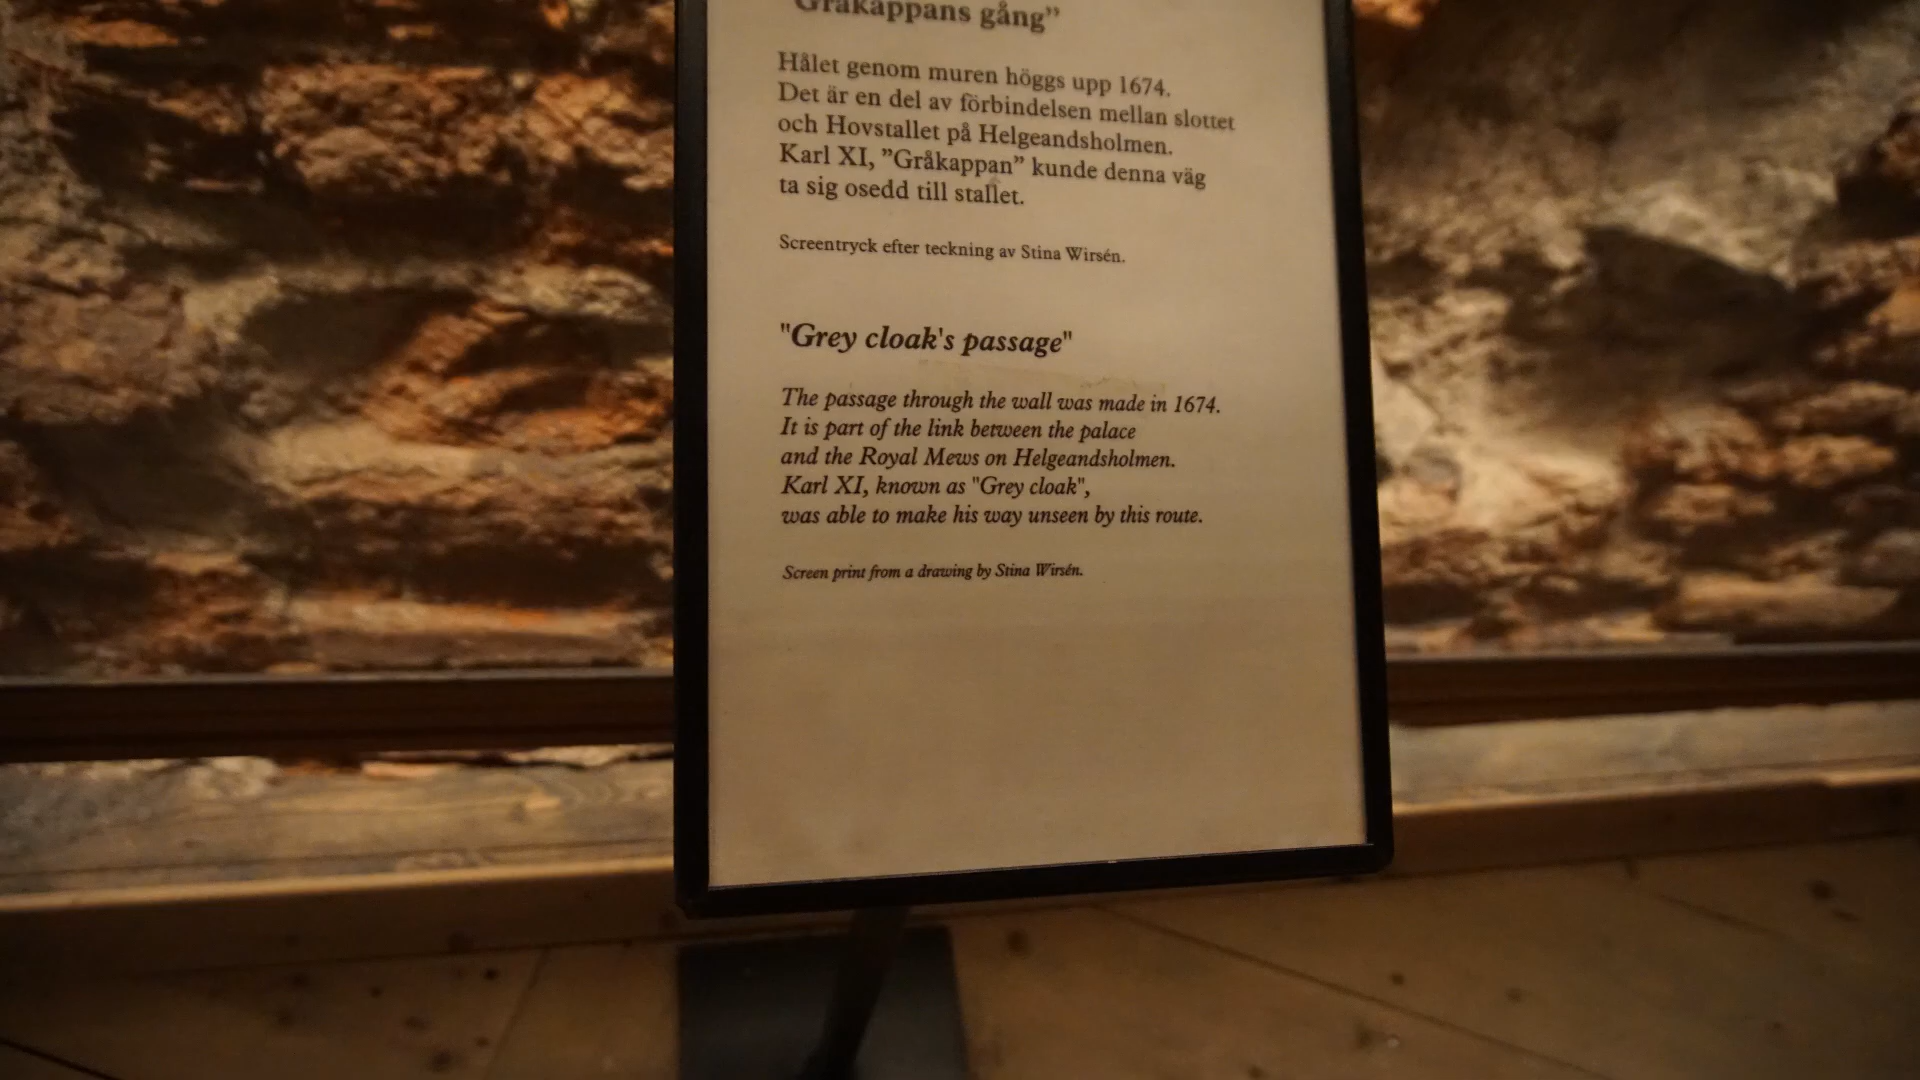 "Gråkappans gång”
Hålet genom muren höggs upp 1674.
Det är en del av förbindelsen mellan slottet
och Hovstallet på Helgeandsholmen.
Karl XI, ”Gråkappan” kunde denna väg
ta sig osedd till stallet.
Screentryck efter teckning av Stina Wirsén.
"Grey cloak's passage"
The passage through the wall was made in 1674.
It is part of the link between the palace
and the Royal Mews on Helgeandsholmen.
Karl XI, known as "Grey cloak",
was able to make his way unseen by this route.
Screen print from a drawing by Stina Wirsén.